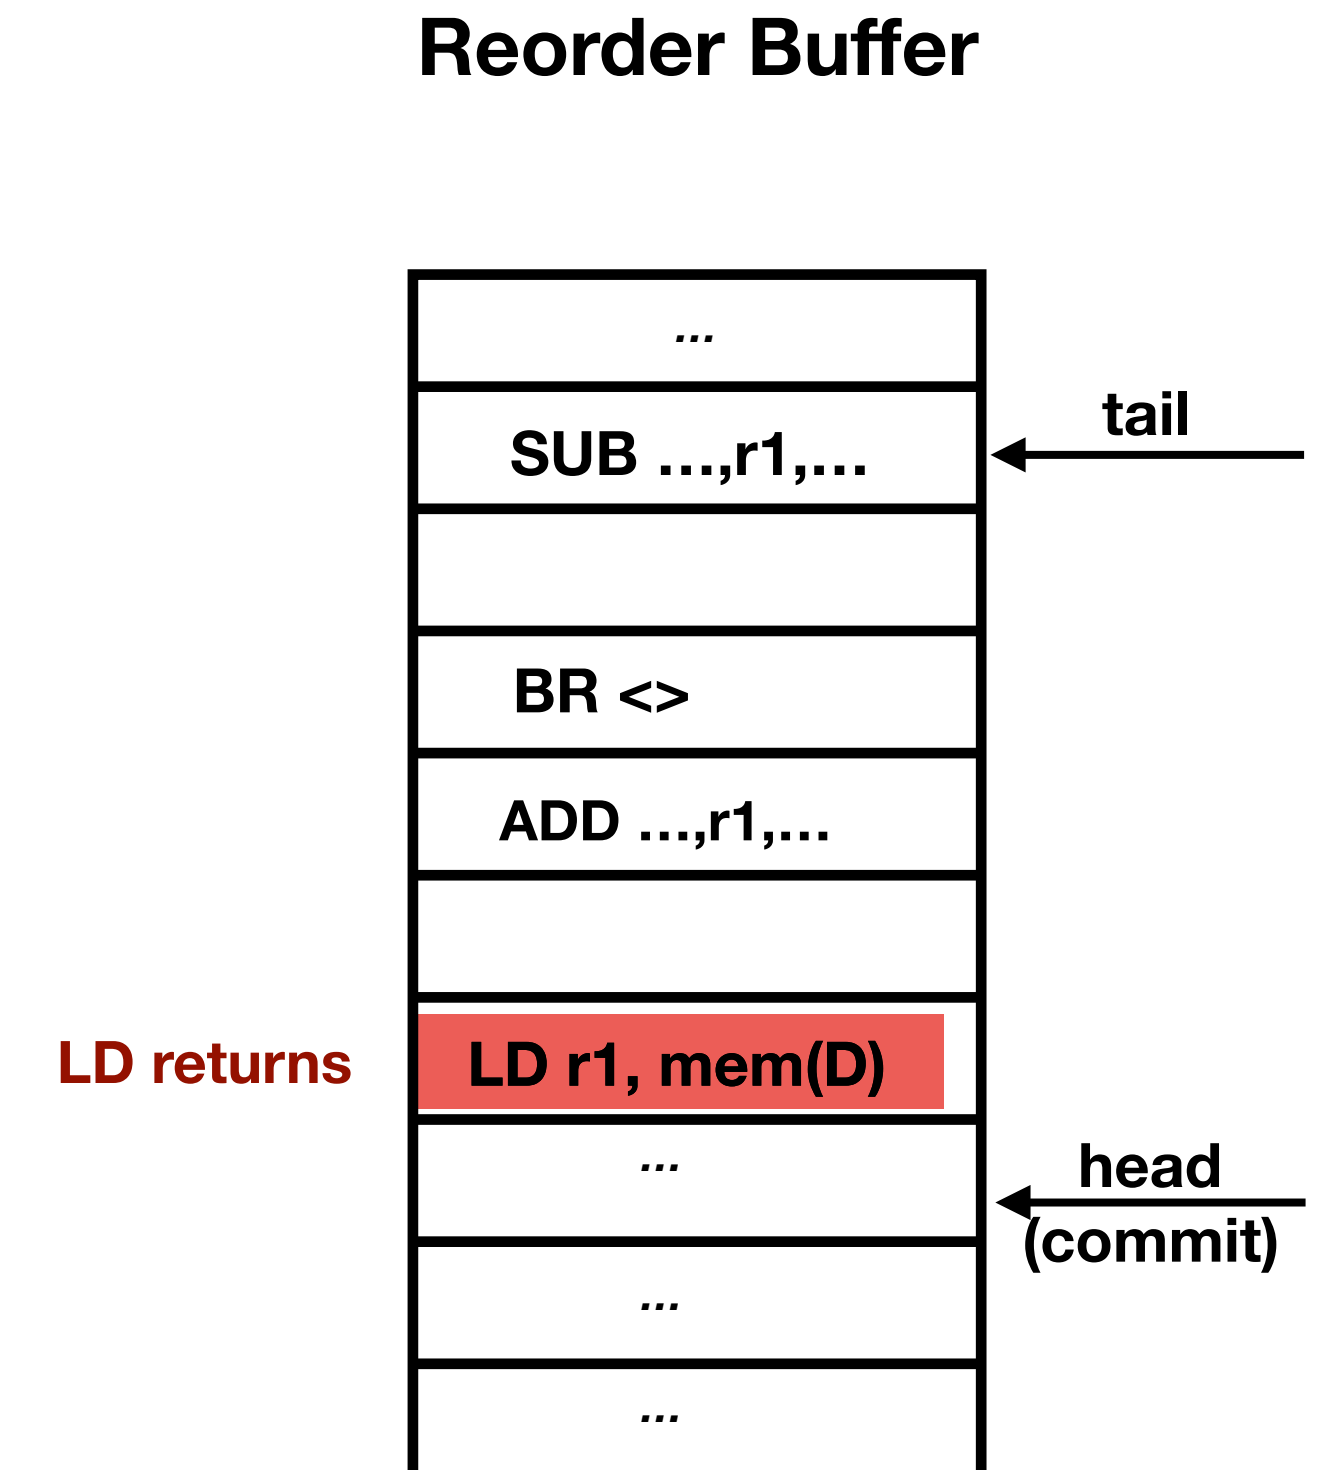 Reorder Buffer
...
tail
SUB ...,r1,...
BR <>
ADD ...,r1,...
LD returns
LD r1, mem(D)
...
head
(commit)
...
...